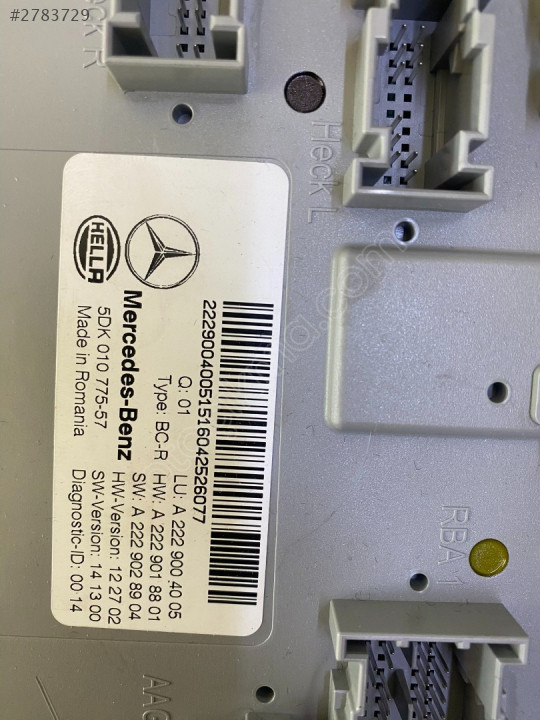 #2783729
ACK R
Heck L
HELLA
Mercedes-Benz
5DK 010 775-57
Made in Romania
22290040051516042526077
Q: 01
Type: BC-R
LU: A 222 900 40 05
HW: A 222 901 88 01
SW: A 222 902 89 04
HW-Version: 12 27 02
SW-Version: 14 13 00
Diagnostic-ID: 00 14
RBA 1